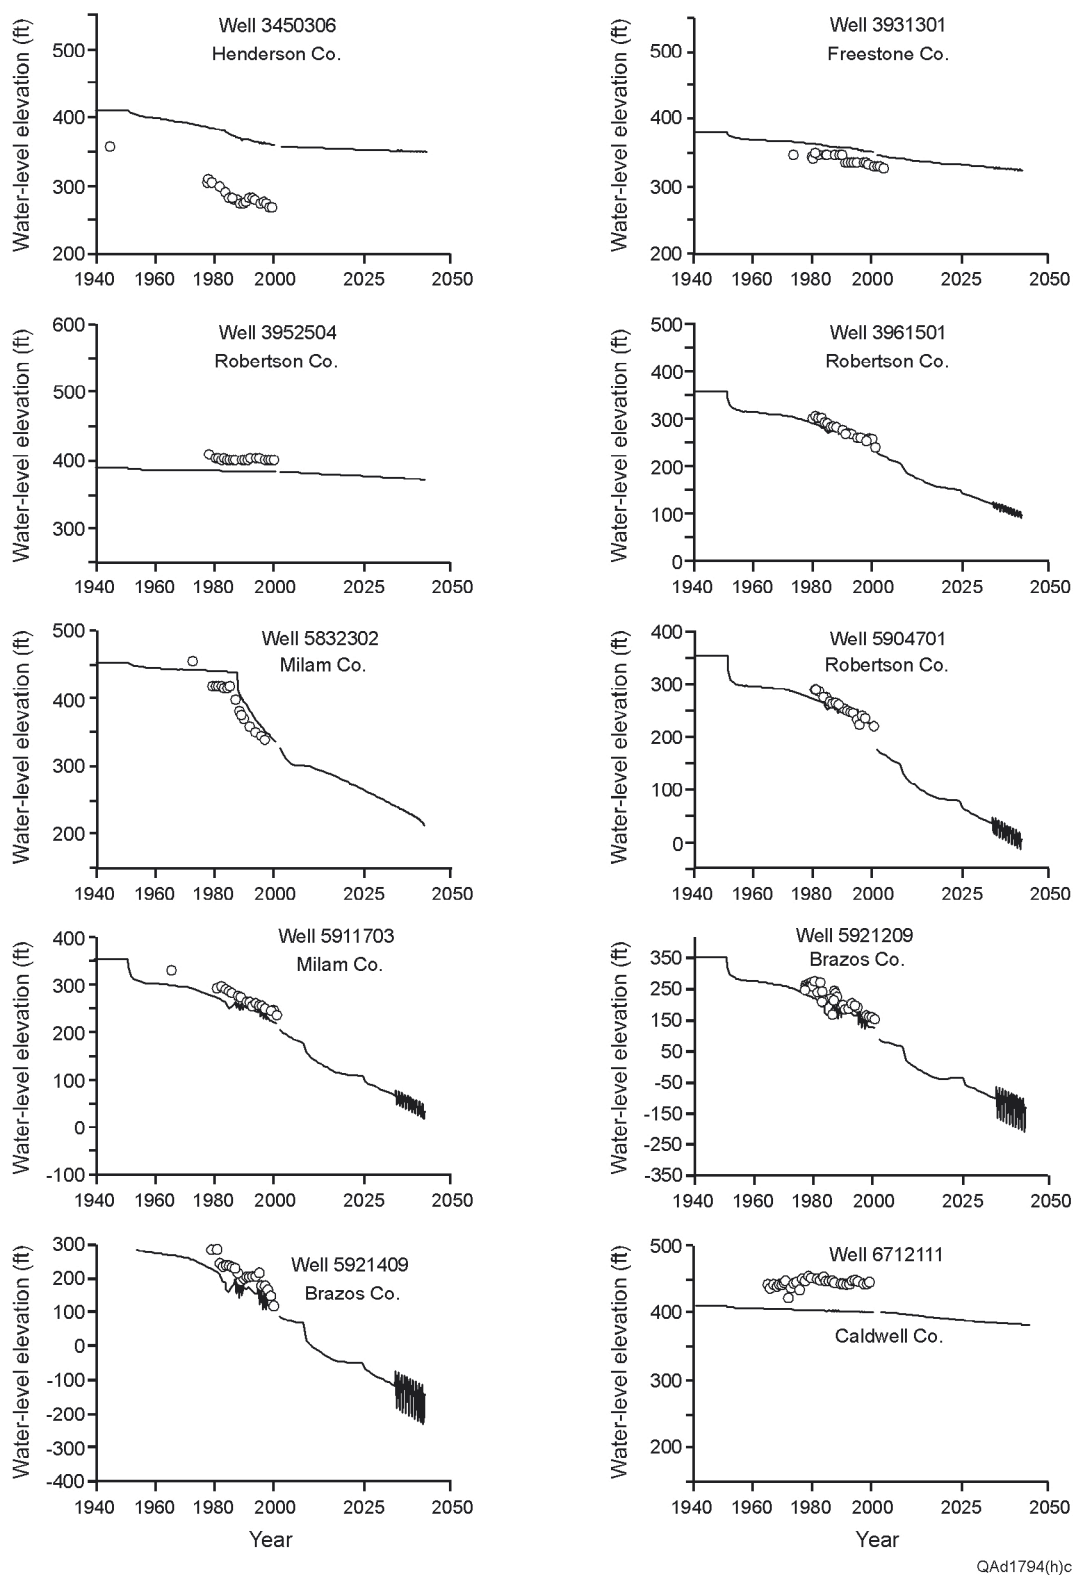 Well 3450306
Henderson Co.
Water-level elevation (ft)
500
400
300
200
1940 1960 1980 2000 2025 2050
Well 3931301
Freestone Co.
Water-level elevation (ft)
500
400
300
200
1940 1960 1980 2000 2025 2050
Well 3952504
Robertson Co.
Water-level elevation (ft)
600
500
400
300
1940 1960 1980 2000 2025 2050
Well 3961501
Robertson Co.
Water-level elevation (ft)
500
400
300
200
100
0
1940 1960 1980 2000 2025 2050
Well 5832302
Milam Co.
Water-level elevation (ft)
500
400
300
200
1940 1960 1980 2000 2025 2050
Well 5904701
Robertson Co.
Water-level elevation (ft)
400
300
200
100
0
1940 1960 1980 2000 2025 2050
Well 5911703
Milam Co.
Water-level elevation (ft)
400
300
200
100
0
-100
1940 1960 1980 2000 2025 2050
Well 5921209
Brazos Co.
Water-level elevation (ft)
350
250
150
50
-50
-150
-250
-350
1940 1960 1980 2000 2025 2050
Well 5921409
Brazos Co.
Water-level elevation (ft)
300
200
100
0
-100
-200
-300
-400
1940 1960 1980 2000 2025 2050
Year
Well 6712111
Caldwell Co.
Water-level elevation (ft)
500
400
300
200
1940 1960 1980 2000 2025 2050
Year
QAd1794(h)c